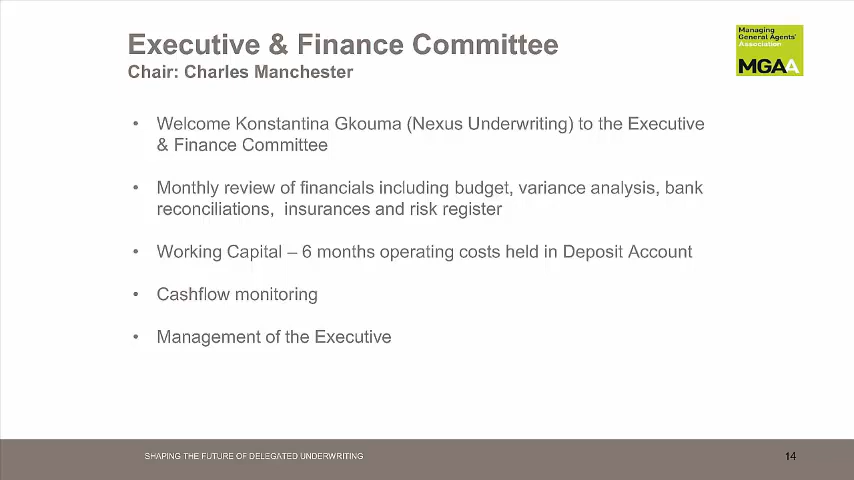 Executive & Finance Committee
Chair: Charles Manchester
Managing
General Agents'
Association
MGAA
• Welcome Konstantina Gkouma (Nexus Underwriting) to the Executive
& Finance Committee
• Monthly review of financials including budget, variance analysis, bank
reconciliations, insurances and risk register
• Working Capital – 6 months operating costs held in Deposit Account
• Cashflow monitoring
• Management of the Executive
SHAPING THE FUTURE OF DELEGATED UNDERWRITING
14